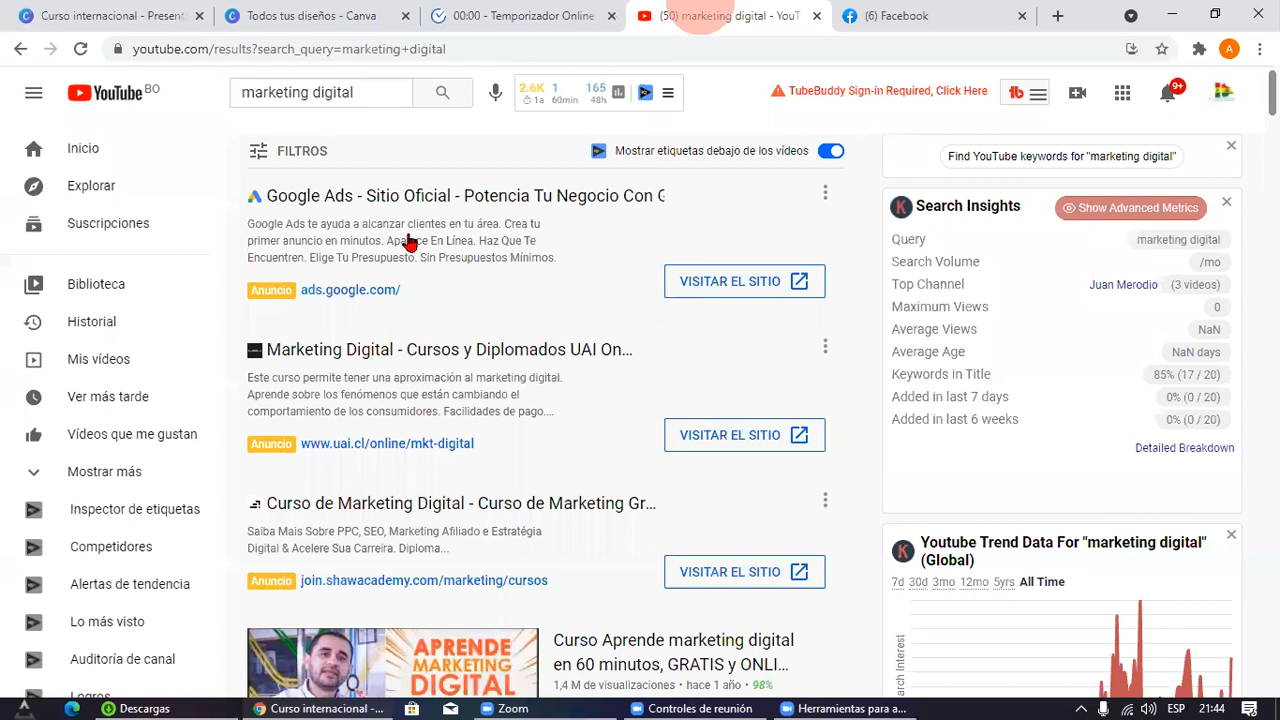 Curso internacional - Present
Todos tus diseños - Canva
00:00 - Temporizador Online
(50) marketing digital - YouT
(6) Facebook
youtube.com/results?search_query=marketing+digital
A
YouTube BO
marketing digital
2.6K 1 165
1a 60min 48h
TubeBuddy Sign-in Required, Click Here
tb
9+
Inicio
Explorar
Suscripciones
Biblioteca
Historial
Mis vídeos
Ver más tarde
Vídeos que me gustan
Mostrar más
Inspector de etiquetas
Competidores
Alertas de tendencia
Lo más visto
Auditoría de canal
Logros
FILTROS
Mostrar etiquetas debajo de los vídeos
Google Ads - Sitio Oficial - Potencia Tu Negocio Con G
Google Ads te ayuda a alcanzar clientes en tu área. Crea tu
primer anuncio en minutos. Aparece En Línea. Haz Que Te
Encuentren. Elige Tu Presupuesto. Sin Presupuestos Mínimos.
Anuncio ads.google.com/
VISITAR EL SITIO
Marketing Digital - Cursos y Diplomados UAI On...
Este curso permite tener una aproximación al marketing digital.
Aprende sobre los fenómenos que están cambiando el
comportamiento de los consumidores. Facilidades de pago....
Anuncio www.uai.cl/online/mkt-digital
VISITAR EL SITIO
Curso de Marketing Digital - Curso de Marketing Gr...
Saiba Mais Sobre PPC, SEO, Marketing Afiliado e Estratégia
Digital & Acelere Sua Carreira. Diploma...
Anuncio join.shawacademy.com/marketing/cursos
VISITAR EL SITIO
APRENDE
MARKETING
DIGITAL
Curso Aprende marketing digital
en 60 minutos, GRATIS y ONLI...
1,4 M de visualizaciones • hace 1 año • 98%
Find YouTube keywords for "marketing digital"
K Search Insights
Show Advanced Metrics
Query marketing digital
Search Volume /mo
Top Channel Juan Merodio (3 videos)
Maximum Views 0
Average Views NaN
Average Age NaN days
Keywords in Title 85% (17 / 20)
Added in last 7 days 0% (0 / 20)
Added in last 6 weeks 0% (0 / 20)
Detailed Breakdown
K Youtube Trend Data For "marketing digital"
(Global)
7d 30d 3mo 12mo 5yrs All Time
Search Interest
Descargas
Curso internacional -...
Zoom
Controles de reunión
Herramientas para a...
ESP
21:44